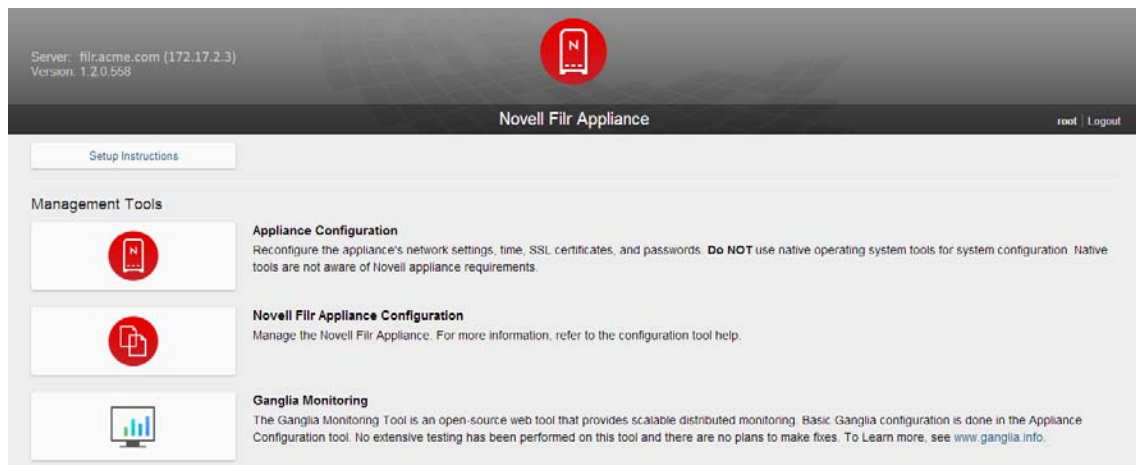 Server: filr.acme.com (172.17.2.3)
Version: 1.2.0.558
N
Novell Filr Appliance
root | Logout
Setup Instructions
Management Tools
N
Appliance Configuration
Reconfigure the appliance's network settings, time, SSL certificates, and passwords. Do NOT use native operating system tools for system configuration. Native
tools are not aware of Novell appliance requirements.
Novell Filr Appliance Configuration
Manage the Novell Filr Appliance. For more information, refer to the configuration tool help.
Ganglia Monitoring
The Ganglia Monitoring Tool is an open-source web tool that provides scalable distributed monitoring. Basic Ganglia configuration is done in the Appliance
Configuration tool. No extensive testing has been performed on this tool and there are no plans to make fixes. To Learn more, see www.ganglia.info.